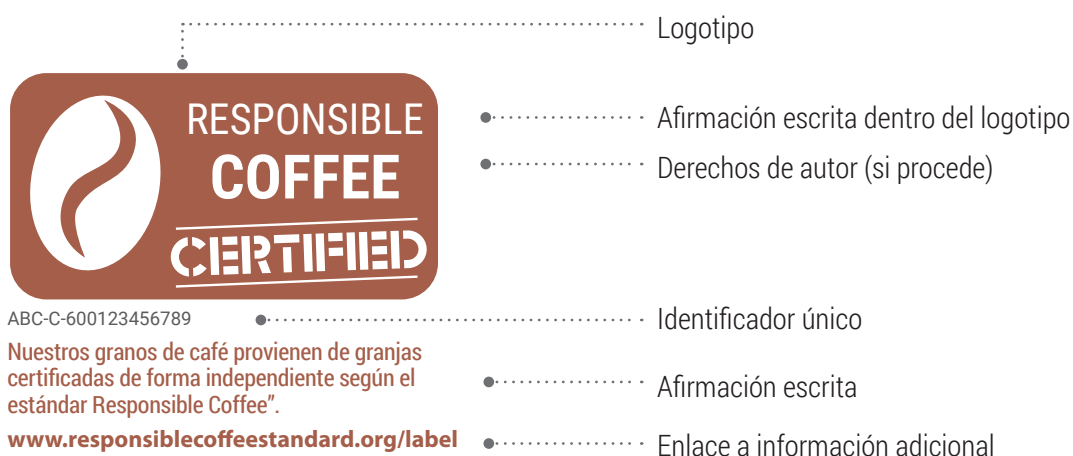 Logotipo
RESPONSIBLE
COFFEE
CERTIFIED
Afirmación escrita dentro del logotipo
Derechos de autor (si procede)
ABC-C-600123456789
Identificador único
Nuestros granos de café provienen de granjas
certificadas de forma independiente según el
estándar Responsible Coffee”.
Afirmación escrita
www.responsiblecoffeestandard.org/label
Enlace a información adicional